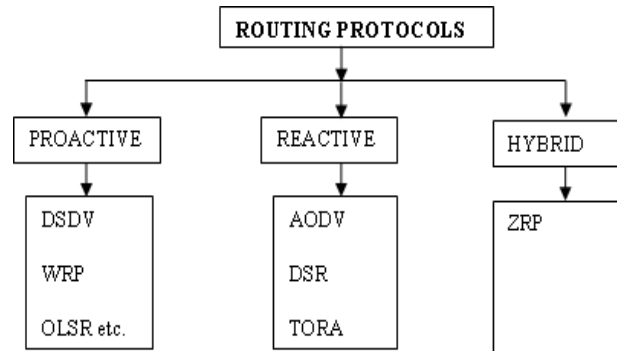 ROUTING PROTOCOLS
PROACTIVE
REACTIVE
HYBRID
DSDV
WRP
OLSR etc.
AODV
DSR
TORA
ZRP